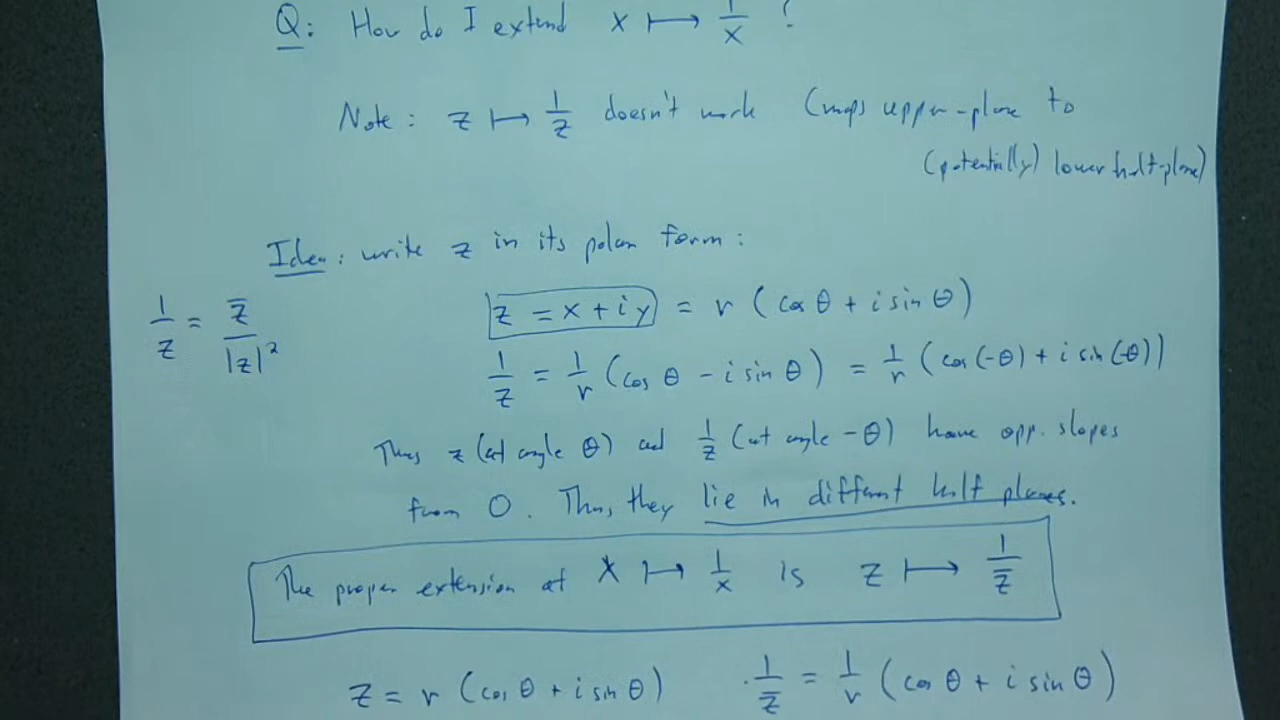 Q: How do I extend x ↦ 1/x ?
Note: z ↦ 1/z doesn't work (maps upper-plane to
(potentially) lower half-plane)
Idea: write z in its polar form:
z = x + iy = r (cos θ + i sin θ)
1/z = z̄/|z|²
1/z = 1/r (cos θ - i sin θ) = 1/r (cos(-θ) + i sin(-θ))
Thus z (at angle θ) and 1/z (at angle -θ) have opp. slopes
from 0. Thus, they lie in different half planes.
The proper extension of x ↦ 1/x is z ↦ 1/z̄
z = r (cos θ + i sin θ) 1/z̄ = 1/r (cos θ + i sin θ)